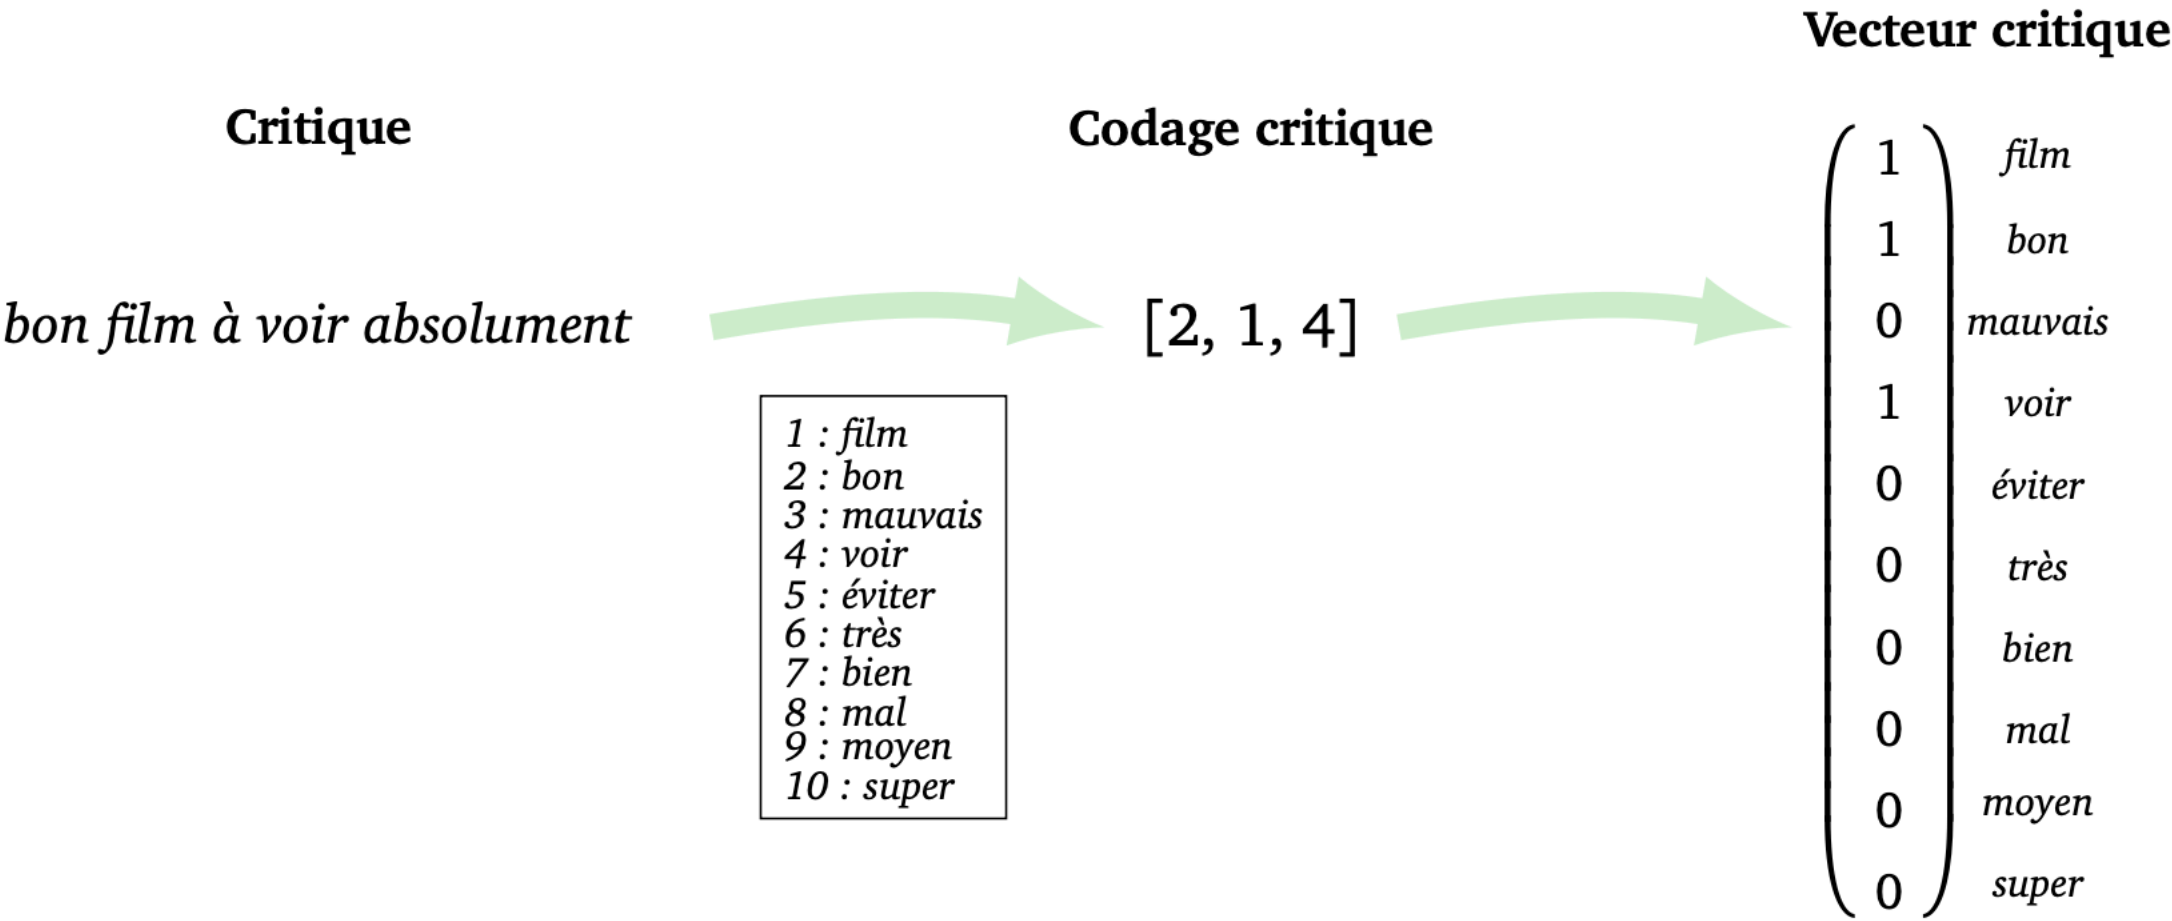 Critique
bon film à voir absolument
Codage critique
[2, 1, 4]
1 : film
2 : bon
3 : mauvais
4 : voir
5 : éviter
6 : très
7 : bien
8 : mal
9 : moyen
10 : super
Vecteur critique
1 film
1 bon
0 mauvais
1 voir
0 éviter
0 très
0 bien
0 mal
0 moyen
0 super